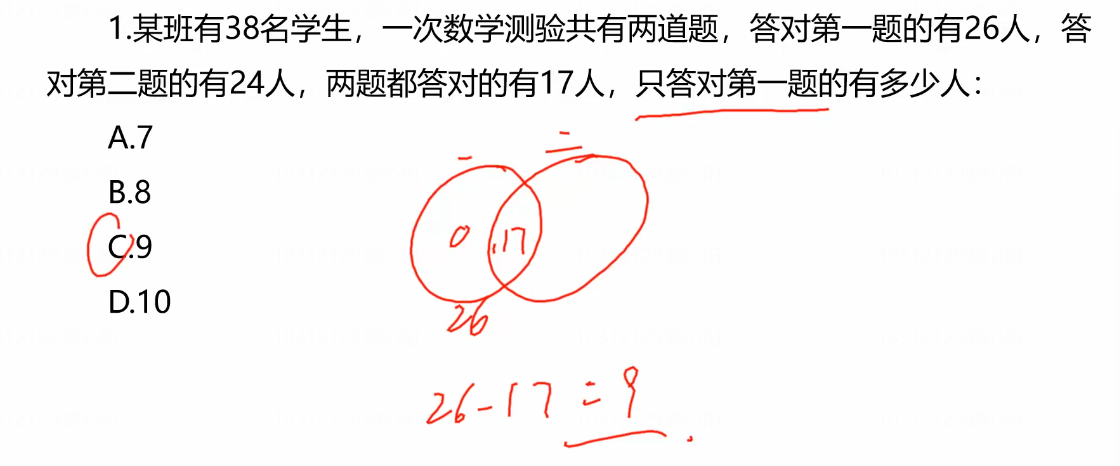 1.某班有38名学生，一次数学测验共有两道题，答对第一题的有26人，答
对第二题的有24人，两题都答对的有17人，只答对第一题的有多少人：
A.7
B.8
C.9
D.10
一 二
0 17
26
26-17=9